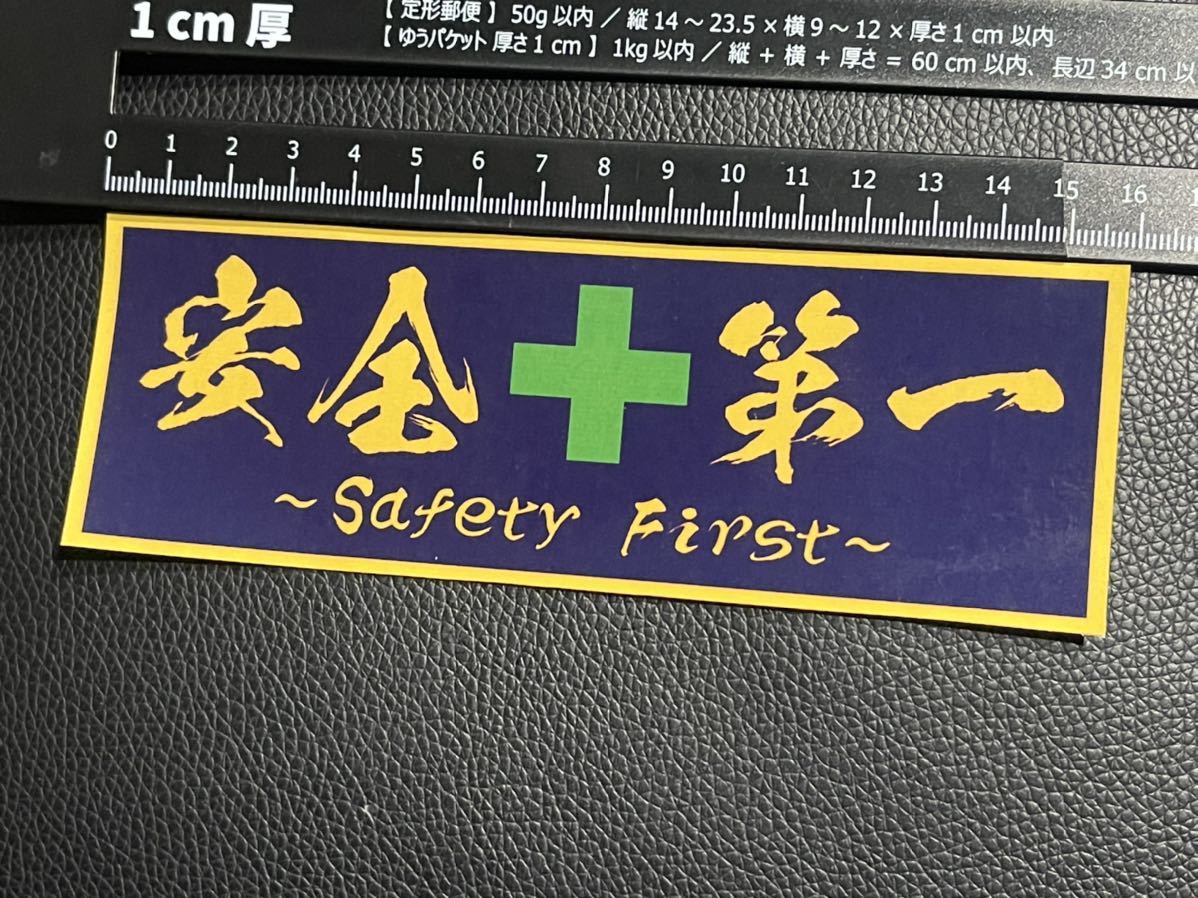 1 cm 厚
【 定形郵便 】 50g 以内 ／ 縦 14 ～ 23.5 × 横 9 ～ 12 × 厚さ 1 cm 以内
【 ゆうパケット 厚さ 1 cm 】 1kg 以内 ／ 縦 ＋ 横 ＋ 厚さ ＝ 60 cm 以内、長辺 34 cm 以
0 1 2 3 4 5 6 7 8 9 10 11 12 13 14 15 16
安全 第一
～Safety First～